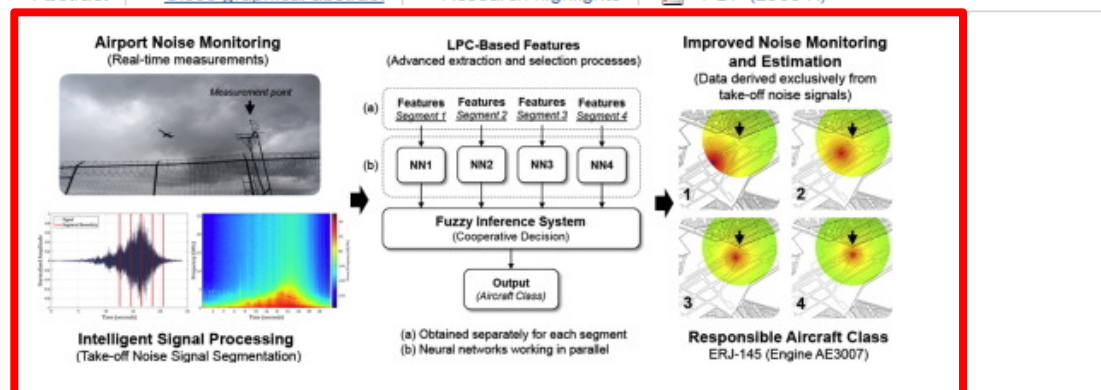 Airport Noise Monitoring
(Real-time measurements)
Measurement point
Intelligent Signal Processing
(Take-off Noise Signal Segmentation)
LPC-Based Features
(Advanced extraction and selection processes)
(a)
Features Features Features Features
Segment 1 Segment 2 Segment 3 Segment 4
(b)
NN1 NN2 NN3 NN4
Fuzzy Inference System
(Cooperative Decision)
Output
(Aircraft Class)
(a) Obtained separately for each segment
(b) Neural networks working in parallel
Improved Noise Monitoring
and Estimation
(Data derived exclusively from
take-off noise signals)
1 2
3 4
Responsible Aircraft Class
ERJ-145 (Engine AE3007)